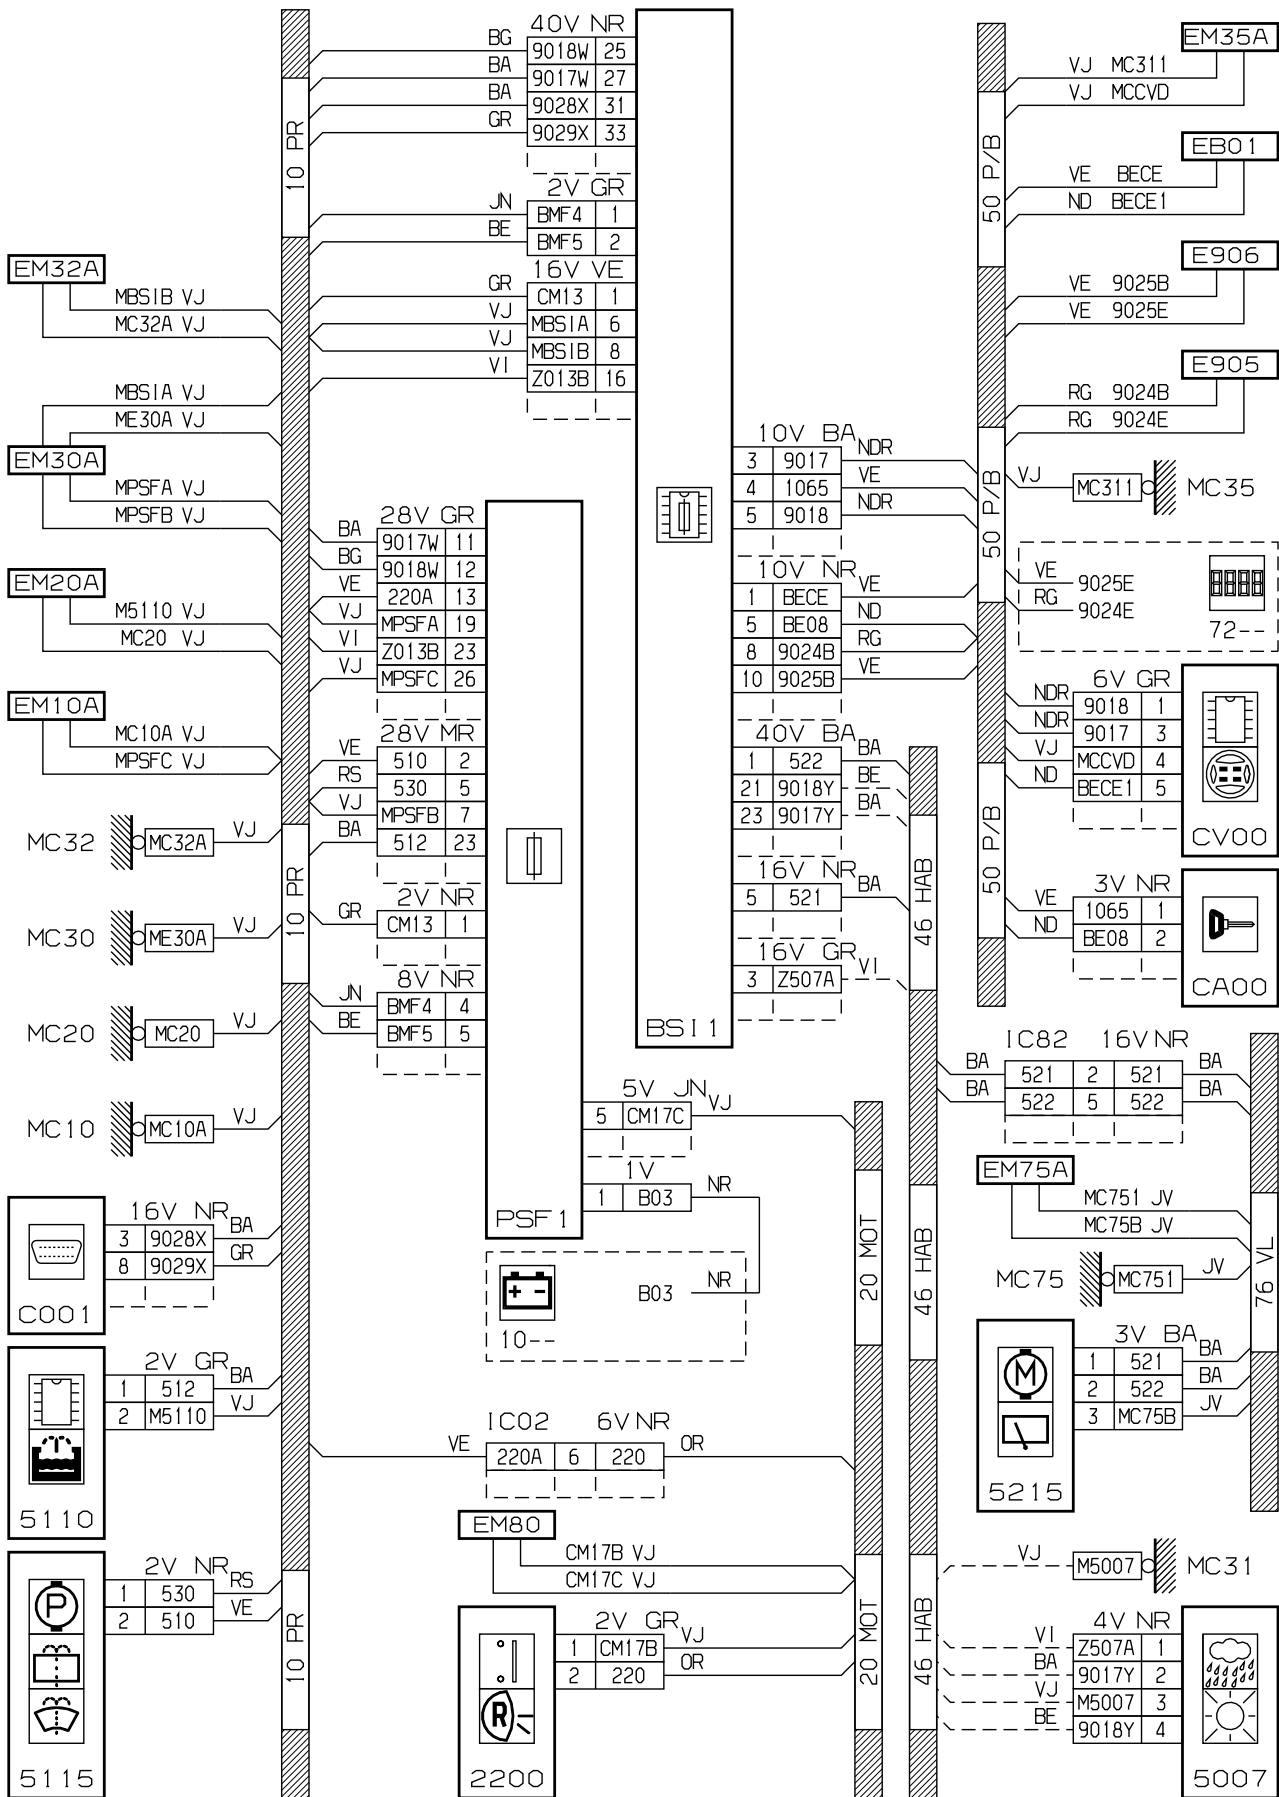 40V NR
BG 9018W 25
BA 9017W 27
BA 9028X 31
GR 9029X 33
2V GR
JN BMF4 1
BE BMF5 2
16V VE
GR CM13 1
VJ MBSIA 6
VJ MBSIB 8
VI Z013B 16
10 PR
EM32A
MBSIB VJ
MC32A VJ
MBSIA VJ
ME30A VJ
EM30A
MPSFA VJ
MPSFB VJ
EM20A
M5110 VJ
MC20 VJ
EM10A
MC10A VJ
MPSFC VJ
MC32 MC32A VJ
MC30 ME30A VJ
MC20 MC20 VJ
MC10 MC10A VJ
10 PR
16V NR
3 9028X BA
8 9029X GR
C001
2V GR
1 512 BA
2 M5110 VJ
5110
2V NR
1 530 RS
2 510 VE
5115
10 PR
28V GR
BA 9017W 11
BG 9018W 12
VE 220A 13
VJ MPSFA 19
VI Z013B 23
VJ MPSFC 26
28V MR
VE 510 2
RS 530 5
VJ MPSFB 7
BA 512 23
2V NR
GR CM13 1
8V NR
JN BMF4 4
BE BMF5 5
PSF1
5V JN
5 CM17C VJ
1V
1 B03 NR
B03 NR
10--
IC02 6V NR
VE 220A 6 220 OR
EM80
CM17B VJ
CM17C VJ
2V GR
1 CM17B VJ
2 220 OR
R
2200
20 MOT
20 MOT
BSI1
10V BA
3 9017 NDR
4 1065 VE
5 9018 NDR
10V NR
1 BECE VE
5 BE08 ND
8 9024B RG
10 9025B VE
40V BA
1 522 BA
21 9018Y BE
23 9017Y BA
16V NR
5 521 BA
16V GR
3 Z507A VI
46 HAB
46 HAB
46 HAB
50 P/B
50 P/B
50 P/B
EM35A
VJ MC311
VJ MCCVD
EB01
VE BECE
ND BECE1
E906
VE 9025B
VE 9025E
E905
RG 9024B
RG 9024E
VJ MC311 MC35
VE 9025E
RG 9024E
72--
6V GR
NDR 9018 1
NDR 9017 3
VJ MCCVD 4
ND BECE1 5
CV00
3V NR
VE 1065 1
ND BE08 2
CA00
IC82 16V NR
BA 521 2 521 BA
BA 522 5 522 BA
EM75A
MC751 JV
MC75B JV
MC75 MC751 JV
76 VL
3V BA
1 521 BA
2 522 BA
3 MC75B JV
M
5215
VJ M5007 MC31
4V NR
VI Z507A 1
BA 9017Y 2
VJ M5007 3
BE 9018Y 4
5007
P